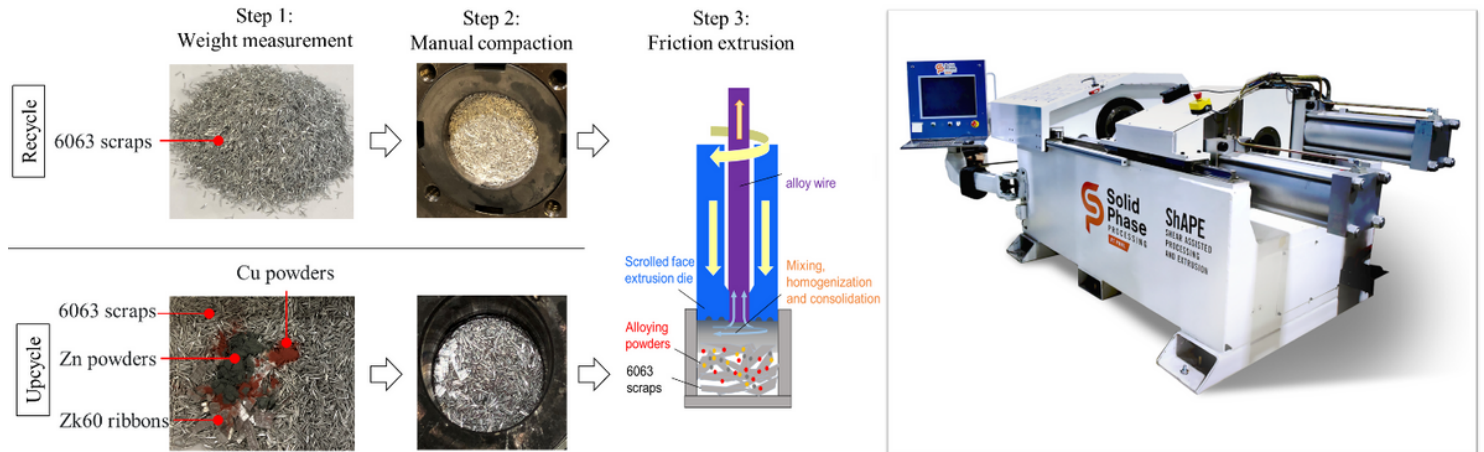 Step 1:
Weight measurement
Step 2:
Manual compaction
Step 3:
Friction extrusion
Recycle
6063 scraps
alloy wire
Scrolled face
extrusion die
Mixing,
homogenization
and consolidation
Alloying
powders
6063
scraps
Upcycle
Cu powders
6063 scraps
Zn powders
Zk60 ribbons
Solid
Phase
PROCESSING
ShAPE
SHEAR ASSISTED
PROCESSING
AND EXTRUSION